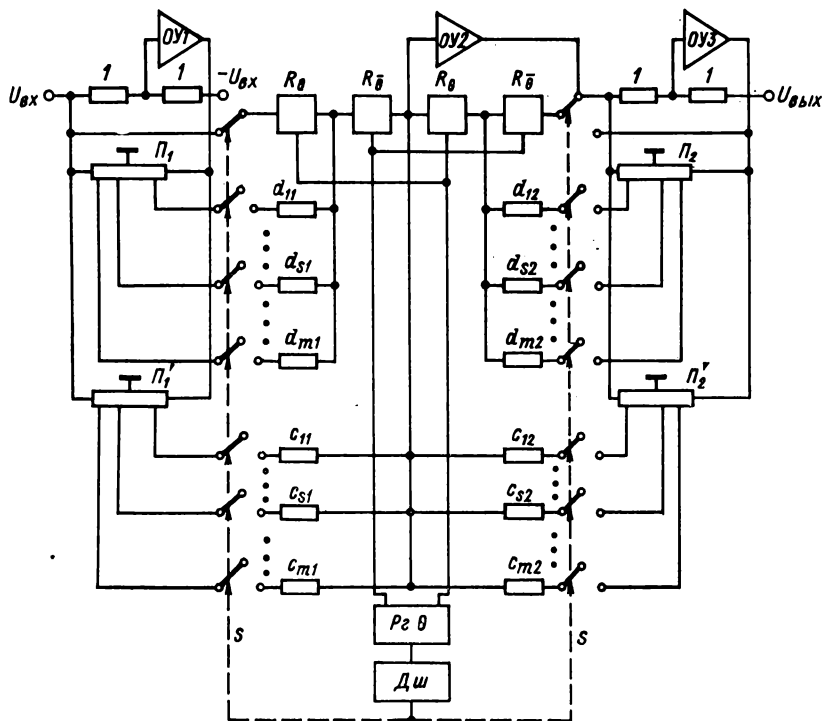 ОУ1
ОУ2
ОУ3
1
1
-Uвх
Rθ
Rθ̄
Rθ
Rθ̄
1
1
Uвх
Uвых
П₁
П₂
d₁₁
d₁₂
dₛ₁
dₛ₂
dₘ₁
dₘ₂
П₁'
П₂'
c₁₁
c₁₂
cₛ₁
cₛ₂
cₘ₁
cₘ₂
Рг θ
S
S
Дш